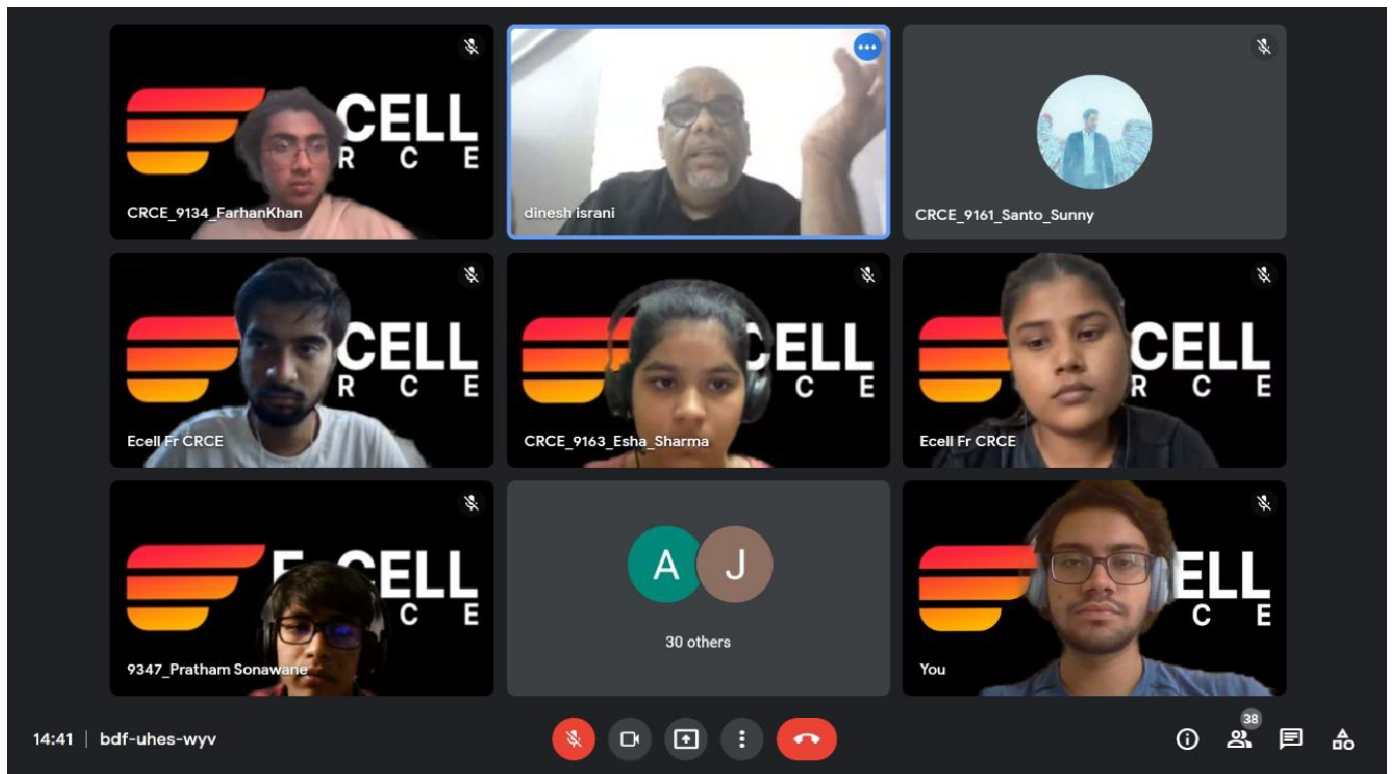 CELL
R C E
CRCE_9134_FarhanKhan
dinesh israni
CRCE_9161_Santo_Sunny
CELL
R C E
Ecell Fr CRCE
CELL
C E
CRCE_9163_Esha_Sharma
CELL
R C E
Ecell Fr CRCE
E CELL
C E
9347_Pratham Sonawane
A J
30 others
ELL
C E
You
14:41 | bdf-uhes-wyv
38